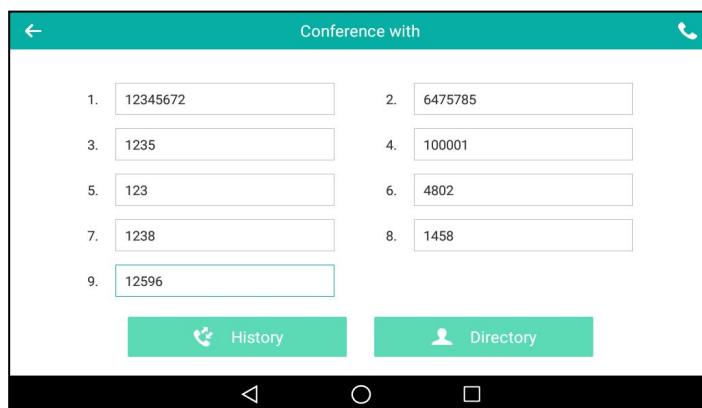 Conference with
1. 12345672 2. 6475785
3. 1235 4. 100001
5. 123 6. 4802
7. 1238 8. 1458
9. 12596
History Directory